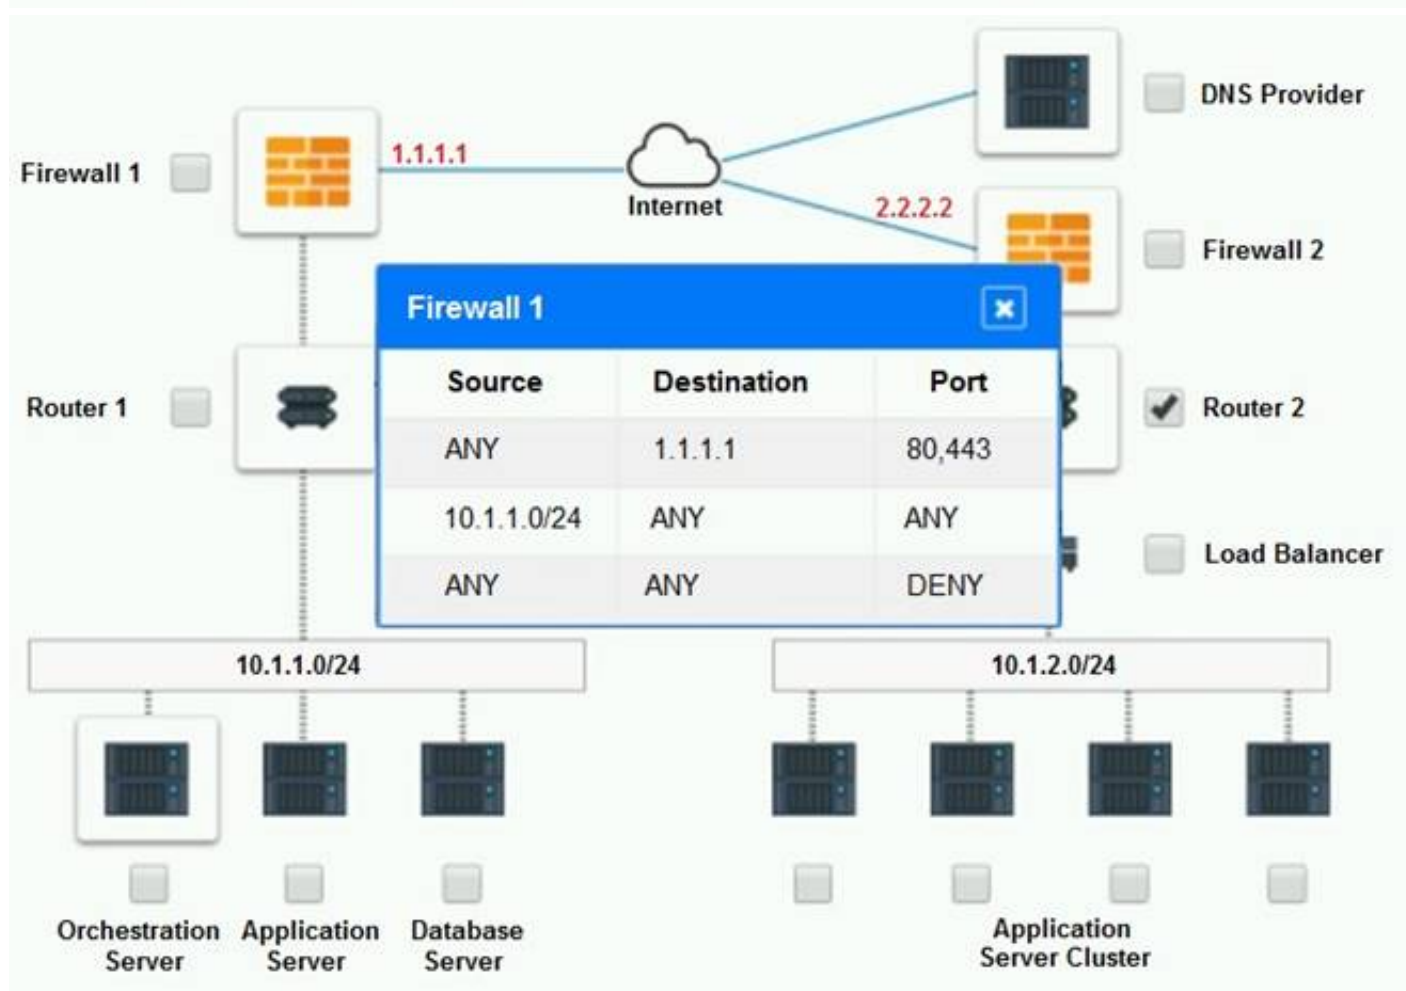 DNS Provider
Firewall 1
1.1.1.1
Internet
2.2.2.2
Firewall 2
Firewall 1
Source Destination Port
ANY 1.1.1.1 80,443
10.1.1.0/24 ANY ANY
ANY ANY DENY
Router 1
Router 2
Load Balancer
10.1.1.0/24
10.1.2.0/24
Orchestration
Server
Application
Server
Database
Server
Application
Server Cluster